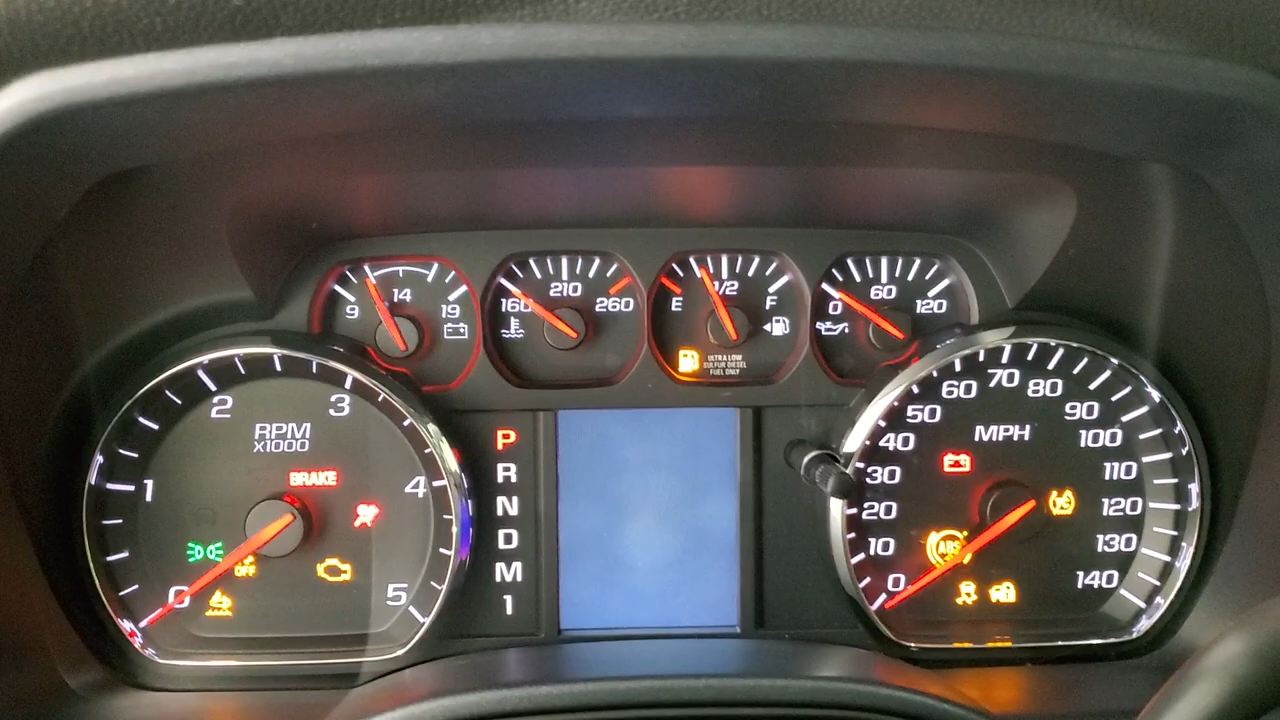 9 14 19
160 210 260
E 1/2 F
ULTRA LOW
SULFUR DIESEL
FUEL ONLY
0 60 120
0 1 2 3 4 5
RPM
x1000
BRAKE
OFF
P
R
N
D
M
1
0 10 20 30 40 50 60 70 80 90 100 110 120 130 140
MPH
ABS